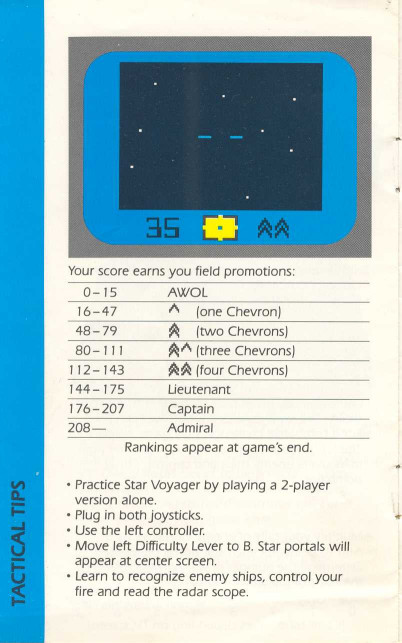 35
Your score earns you field promotions:
0–15 AWOL
16–47 (one Chevron)
48–79 (two Chevrons)
80–111 (three Chevrons)
112–143 (four Chevrons)
144–175 Lieutenant
176–207 Captain
208— Admiral
Rankings appear at game's end.
• Practice Star Voyager by playing a 2-player
version alone.
• Plug in both joysticks.
• Use the left controller.
• Move left Difficulty Lever to B. Star portals will
appear at center screen.
• Learn to recognize enemy ships, control your
fire and read the radar scope.
TACTICAL TIPS